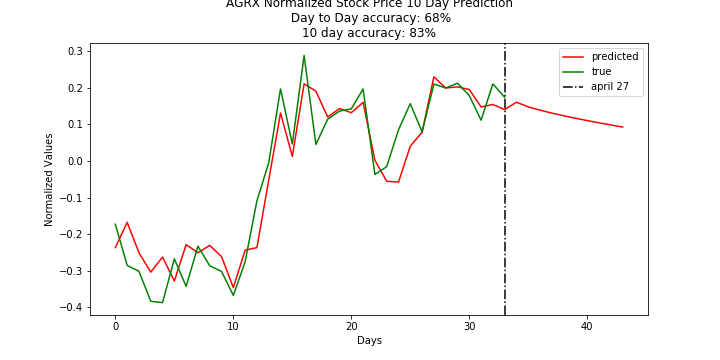 AGRX Normalized Stock Price 10 Day Prediction
Day to Day accuracy: 68%
10 day accuracy: 83%
predicted
true
april 27
Normalized Values
0.3
0.2
0.1
0.0
−0.1
−0.2
−0.3
−0.4
0
10
20
30
40
Days